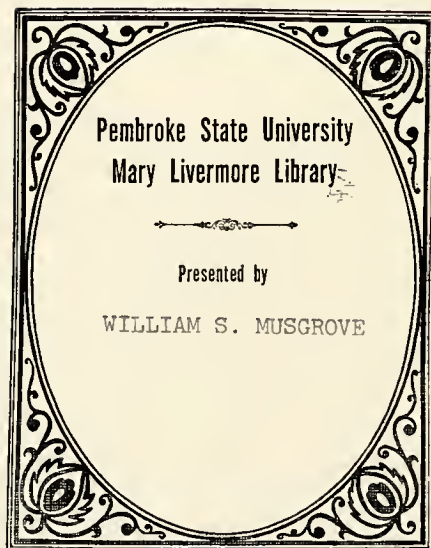 Pembroke State University
Mary Livermore Library
Presented by
WILLIAM S. MUSGROVE